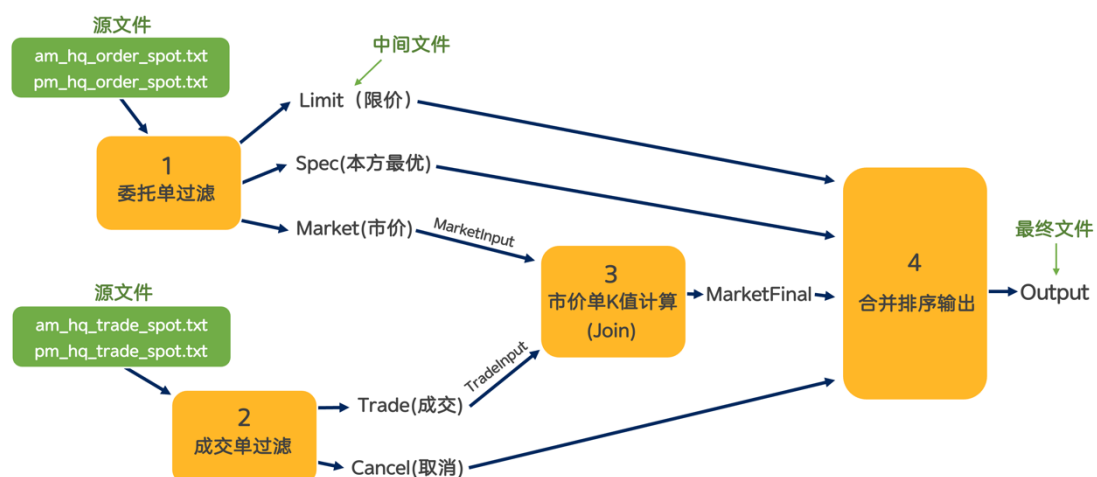 源文件
am_hq_order_spot.txt
pm_hq_order_spot.txt
中间文件
Limit（限价）
1
委托单过滤
Spec(本方最优)
Market(市价)
MarketInput
源文件
am_hq_trade_spot.txt
pm_hq_trade_spot.txt
3
市价单K值计算
(Join)
MarketFinal
TradeInput
2
成交单过滤
Trade(成交)
Cancel(取消)
4
合并排序输出
最终文件
Output